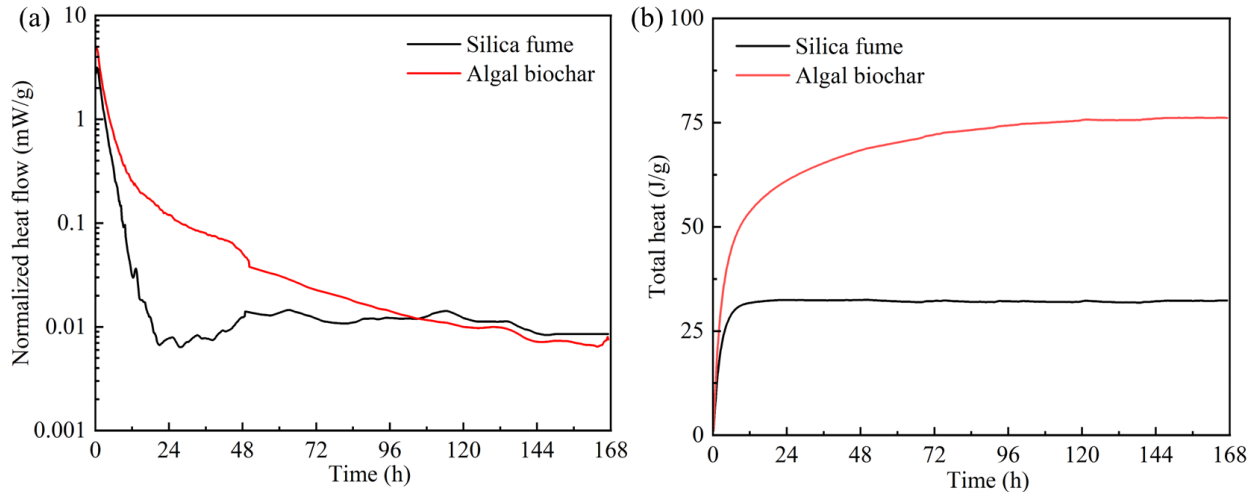 (a)
Normalized heat flow (mW/g)
10
1
0.1
0.01
0.001
Silica fume
Algal biochar
0 24 48 72 96 120 144 168
Time (h)
(b)
Total heat (J/g)
100
75
50
25
0
Silica fume
Algal biochar
0 24 48 72 96 120 144 168
Time (h)